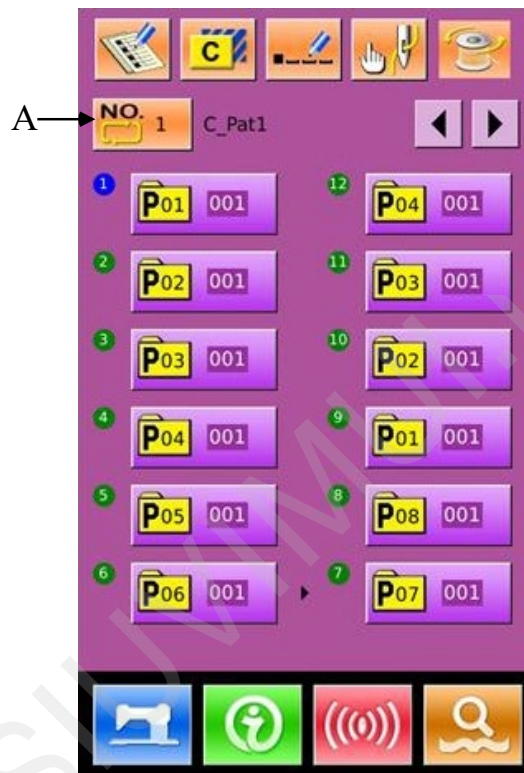 C
A NO. 1 C_Pat1
1 P01 001 12 P04 001
2 P02 001 11 P03 001
3 P03 001 10 P02 001
4 P04 001 9 P01 001
5 P05 001 8 P08 001
6 P06 001 7 P07 001